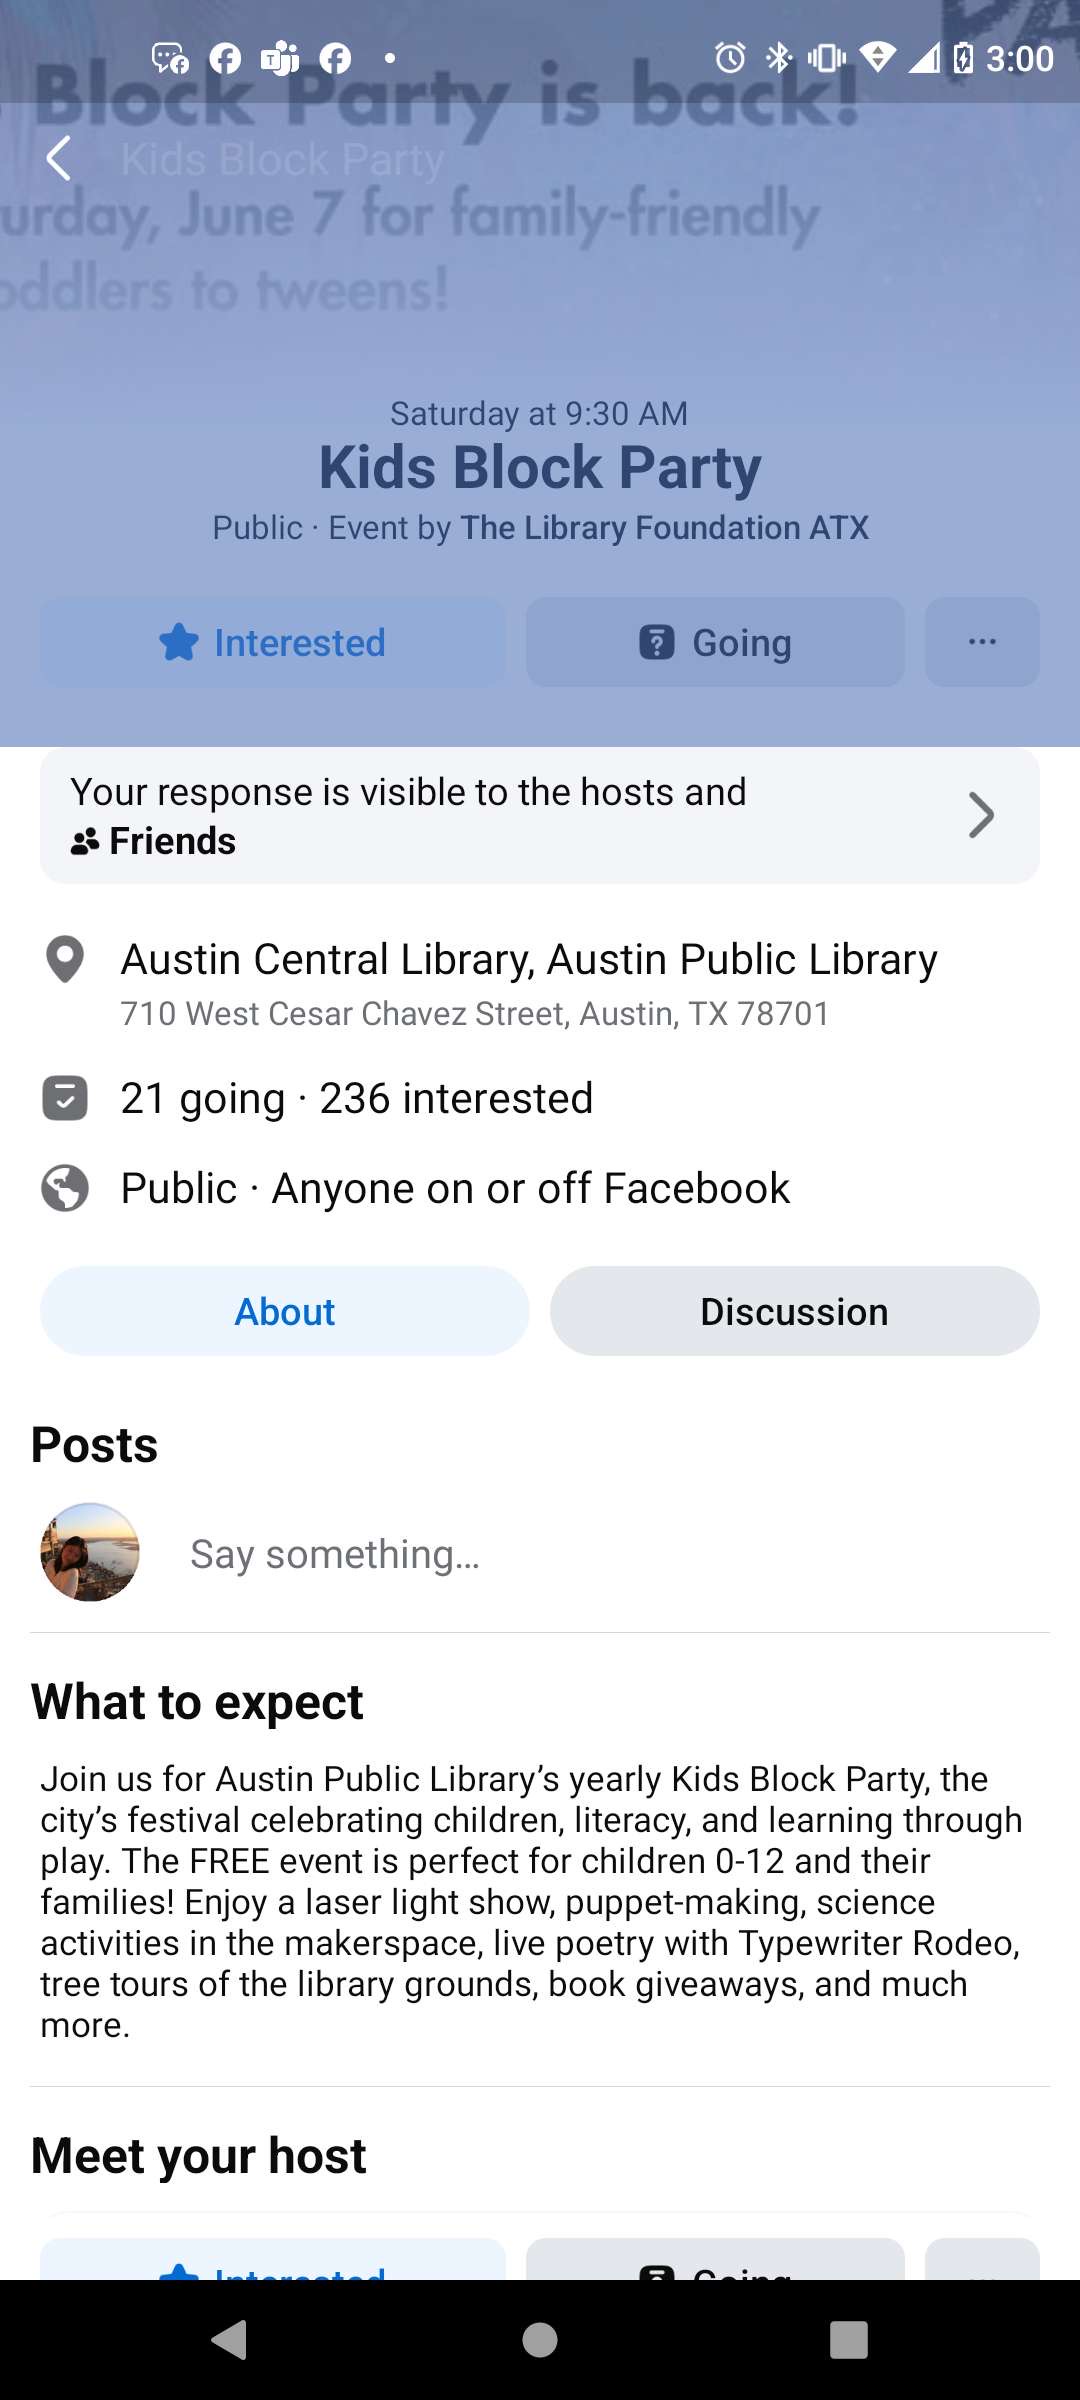 3:00
Block Party is back!
Kids Block Party
urday, June 7 for family-friendly
oddlers to tweens!
Saturday at 9:30 AM
Kids Block Party
Public · Event by The Library Foundation ATX
Interested
Going
Your response is visible to the hosts and
Friends
Austin Central Library, Austin Public Library
710 West Cesar Chavez Street, Austin, TX 78701
21 going · 236 interested
Public · Anyone on or off Facebook
About
Discussion
Posts
Say something…
What to expect
Join us for Austin Public Library’s yearly Kids Block Party, the
city’s festival celebrating children, literacy, and learning through
play. The FREE event is perfect for children 0-12 and their
families! Enjoy a laser light show, puppet-making, science
activities in the makerspace, live poetry with Typewriter Rodeo,
tree tours of the library grounds, book giveaways, and much
more.
Meet your host
Interested
Going